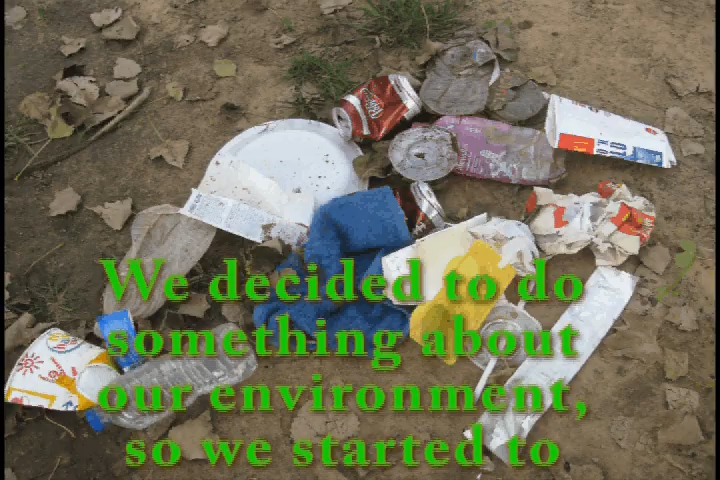 We decided to do
something about
our environment,
so we started to